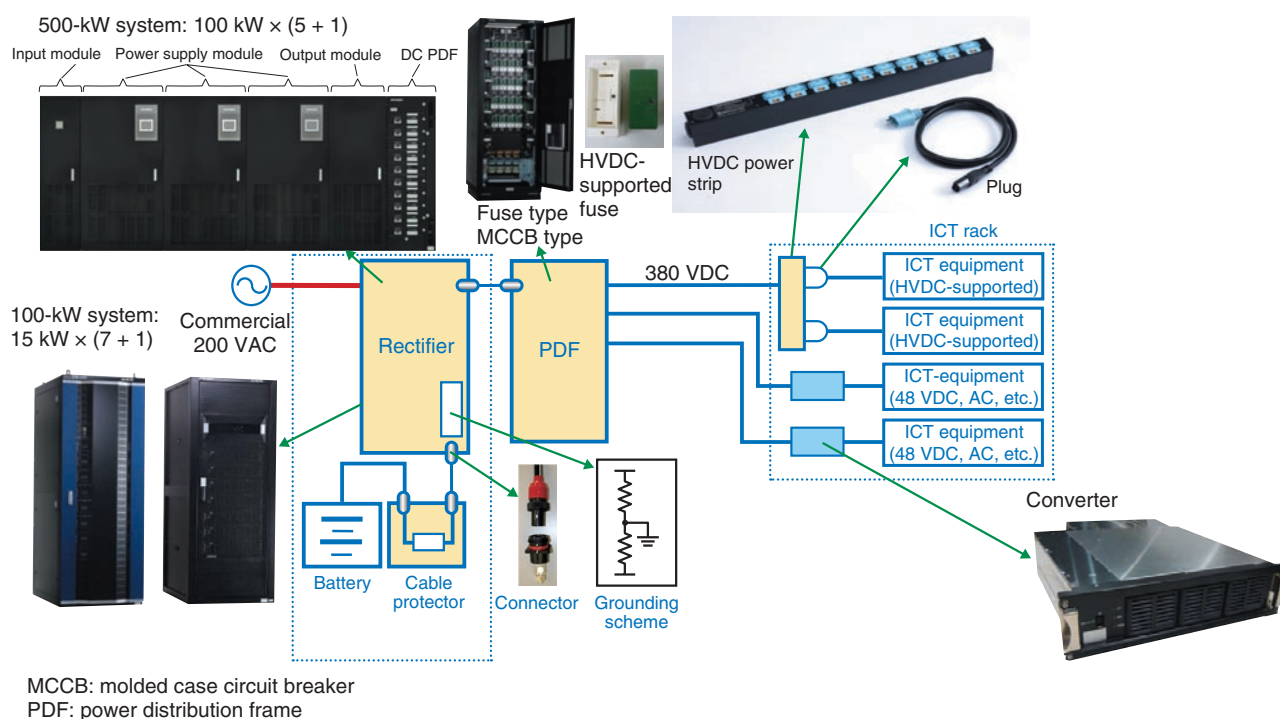 500-kW system: 100 kW × (5 + 1)
Input module
Power supply module
Output module
DC PDF
HVDC-
supported
fuse
Fuse type
MCCB type
HVDC power
strip
Plug
ICT rack
380 VDC
ICT equipment
(HVDC-supported)
ICT equipment
(HVDC-supported)
ICT-equipment
(48 VDC, AC, etc.)
ICT equipment
(48 VDC, AC, etc.)
Commercial
200 VAC
Rectifier
PDF
100-kW system:
15 kW × (7 + 1)
Battery
Cable
protector
Connector
Grounding
scheme
Converter
MCCB: molded case circuit breaker
PDF: power distribution frame